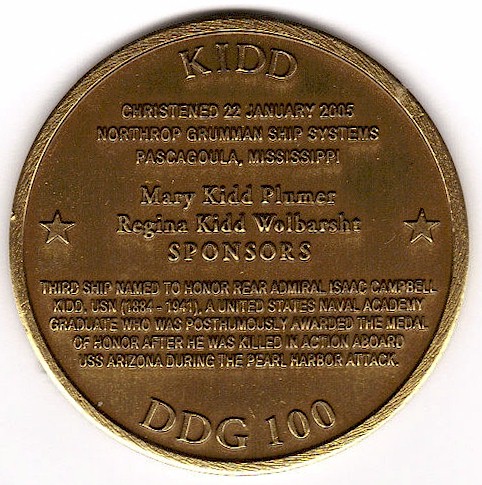 KIDD
CHRISTENED 22 JANUARY 2005
NORTHROP GRUMMAN SHIP SYSTEMS
PASCAGOULA, MISSISSIPPI
Mary Kidd Plumer
Regina Kidd Wolbarsht
SPONSORS
THIRD SHIP NAMED TO HONOR REAR ADMIRAL ISAAC CAMPBELL
KIDD, USN (1884 - 1941), A UNITED STATES NAVAL ACADEMY
GRADUATE WHO WAS POSTHUMOUSLY AWARDED THE MEDAL
OF HONOR AFTER HE WAS KILLED IN ACTION ABOARD
USS ARIZONA DURING THE PEARL HARBOR ATTACK.
DDG 100